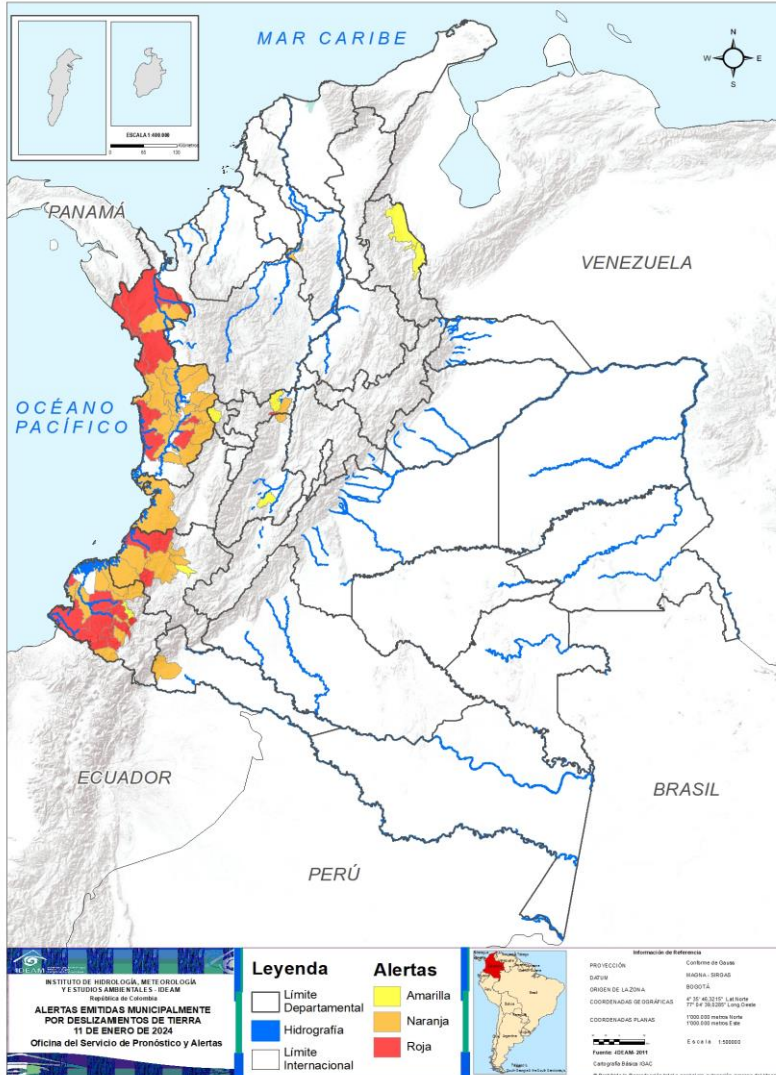 MAR CARIBE
N
W
E
S
ESCALA 1:400.000
PANAMÁ
VENEZUELA
OCÉANO
PACÍFICO
ECUADOR
BRASIL
PERÚ
IDEAM
INSTITUTO DE HIDROLOGÍA, METEOROLOGÍA
Y ESTUDIOS AMBIENTALES - IDEAM
República de Colombia
ALERTAS EMITIDAS MUNICIPALMENTE
POR DESLIZAMIENTOS DE TIERRA
11 DE ENERO DE 2024
Oficina del Servicio de Pronóstico y Alertas
Leyenda
Límite
Departamental
Hidrografía
Límite
Internacional
Alertas
Amarilla
Naranja
Roja
Información de Referencia
PROYECCIÓN Conforme de Gauss
DATUM MAGNA - SIRGAS
ORIGEN DE LA ZONA BOGOTÁ
COORDENADAS GEOGRÁFICAS
COORDENADAS PLANAS 1'000.000 metros Norte
1'000.000 metros Este
Escala 1:500000
Fuente: IDEAM- 2011
Cartografía Básica IGAC